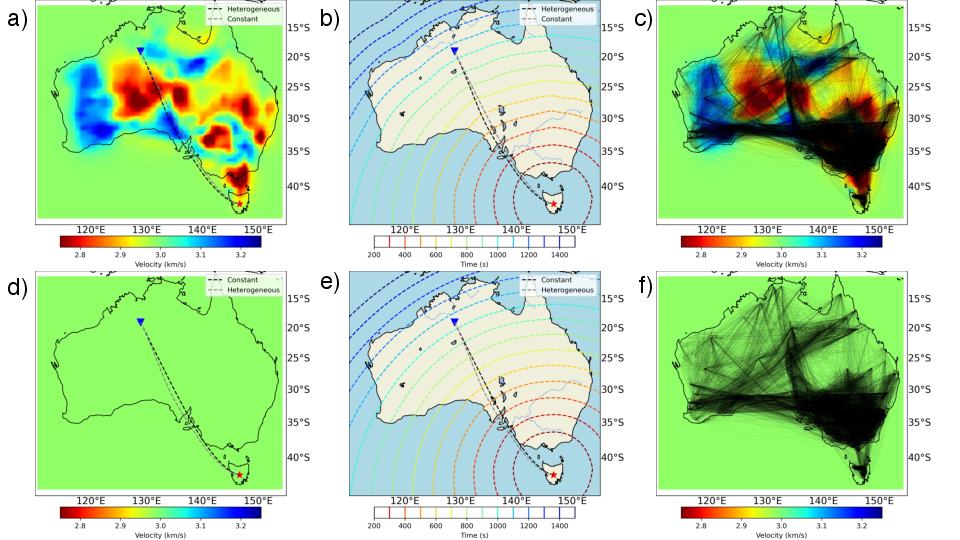 a)
Heterogeneous
Constant
15°S
20°S
25°S
30°S
35°S
40°S
120°E 130°E 140°E 150°E
2.8 2.9 3.0 3.1 3.2
Velocity (km/s)
b)
Heterogeneous
Constant
15°S
20°S
25°S
30°S
35°S
40°S
120°E 130°E 140°E 150°E
200 400 600 800 1000 1200 1400
Time (s)
c)
15°S
20°S
25°S
30°S
35°S
40°S
120°E 130°E 140°E 150°E
2.8 2.9 3.0 3.1 3.2
Velocity (km/s)
d)
Constant
Heterogeneous
15°S
20°S
25°S
30°S
35°S
40°S
120°E 130°E 140°E 150°E
2.8 2.9 3.0 3.1 3.2
Velocity (km/s)
e)
Constant
Heterogeneous
15°S
20°S
25°S
30°S
35°S
40°S
120°E 130°E 140°E 150°E
200 400 600 800 1000 1200 1400
Time (s)
f)
15°S
20°S
25°S
30°S
35°S
40°S
120°E 130°E 140°E 150°E
2.8 2.9 3.0 3.1 3.2
Velocity (km/s)